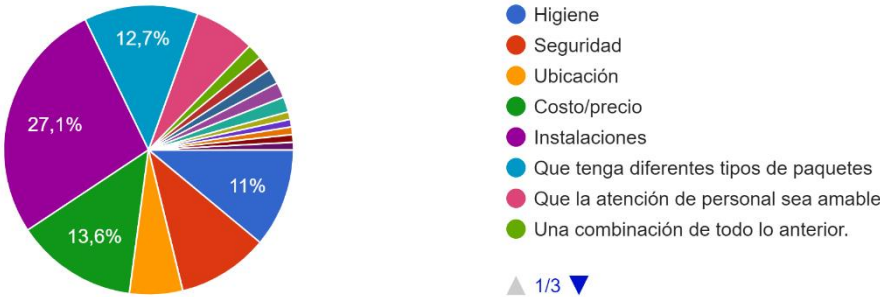 12,7%
27,1%
13,6%
11%
Higiene
Seguridad
Ubicación
Costo/precio
Instalaciones
Que tenga diferentes tipos de paquetes
Que la atención de personal sea amable
Una combinación de todo lo anterior.
1/3